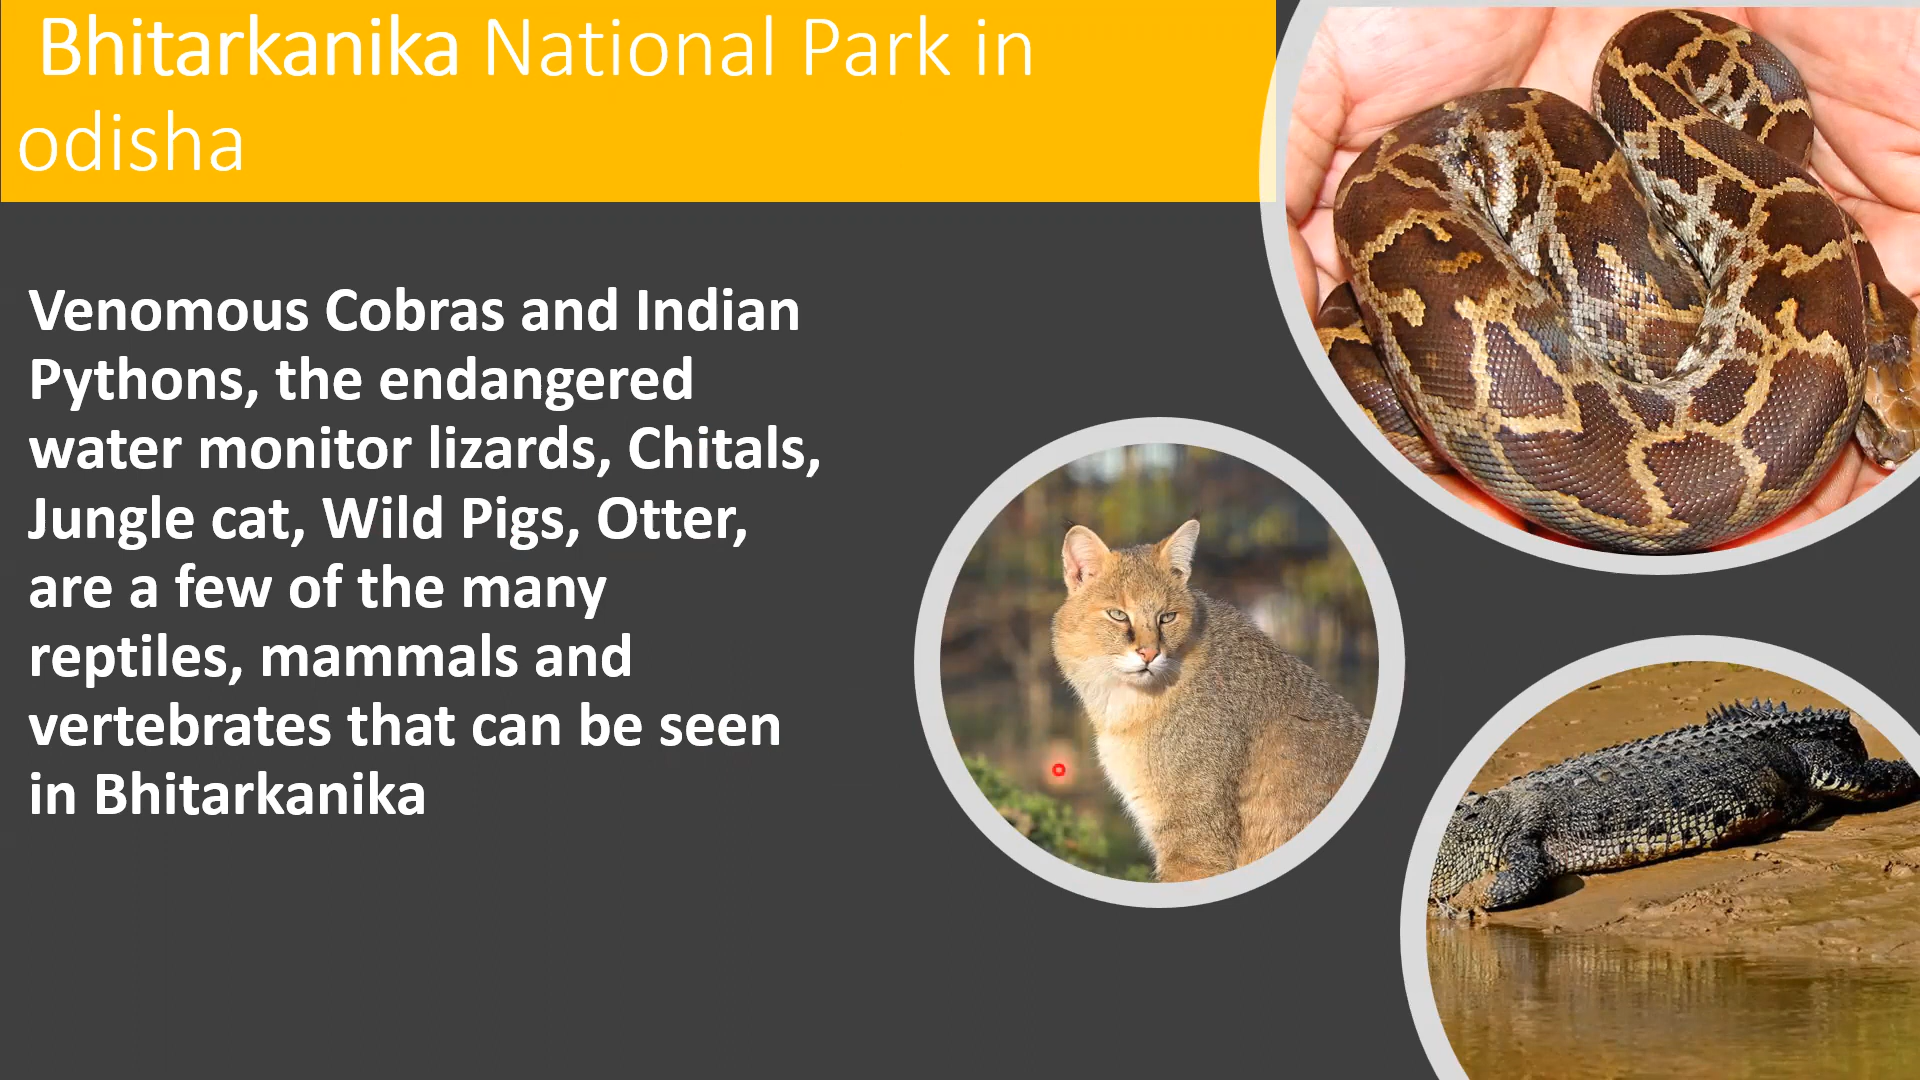 Bhitarkanika National Park in
odisha
Venomous Cobras and Indian
Pythons, the endangered
water monitor lizards, Chitals,
Jungle cat, Wild Pigs, Otter,
are a few of the many
reptiles, mammals and
vertebrates that can be seen
in Bhitarkanika